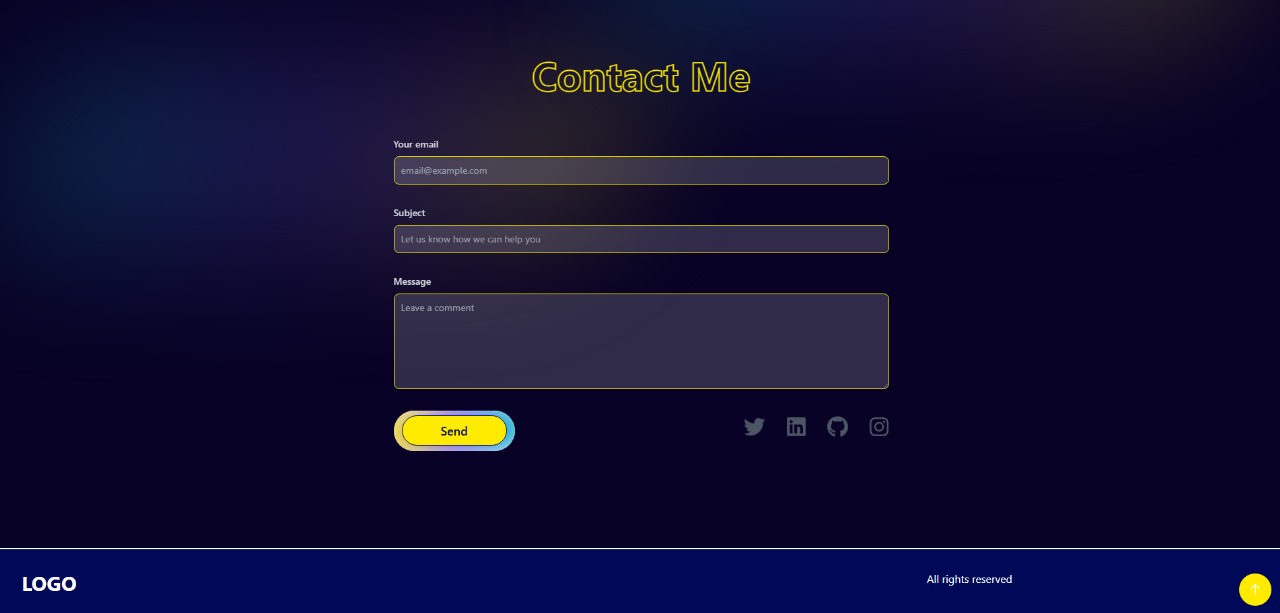 Contact Me
Your email
email@example.com
Subject
Let us know how we can help you
Message
Leave a comment
Send
LOGO
All rights reserved